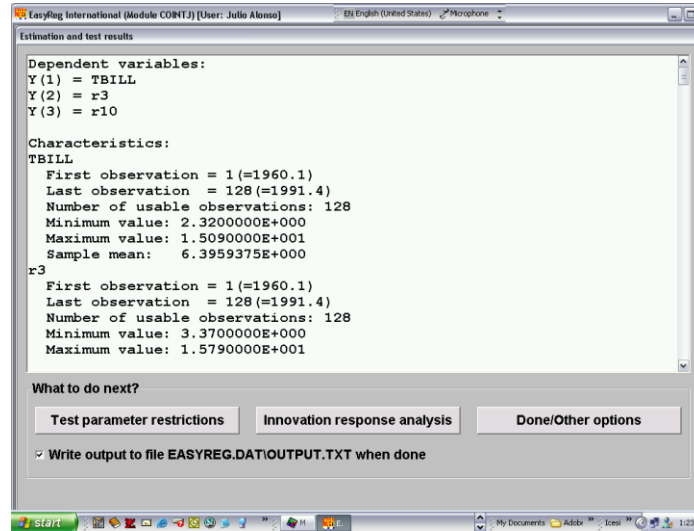 EasyReg International (Module COINTJ) [User: Julio Alonso]
EN English (United States) Microphone
Estimation and test results
Dependent variables:
Y(1) = TBILL
Y(2) = r3
Y(3) = r10
Characteristics:
TBILL
First observation = 1(=1960.1)
Last observation = 128(=1991.4)
Number of usable observations: 128
Minimum value: 2.3200000E+000
Maximum value: 1.5090000E+001
Sample mean: 6.3959375E+000
r3
First observation = 1(=1960.1)
Last observation = 128(=1991.4)
Number of usable observations: 128
Minimum value: 3.3700000E+000
Maximum value: 1.5790000E+001
What to do next?
Test parameter restrictions
Innovation response analysis
Done/Other options
Write output to file EASYREG.DAT\OUTPUT.TXT when done
start
M
E.
My Documents
Adobe
Icesi
1:23